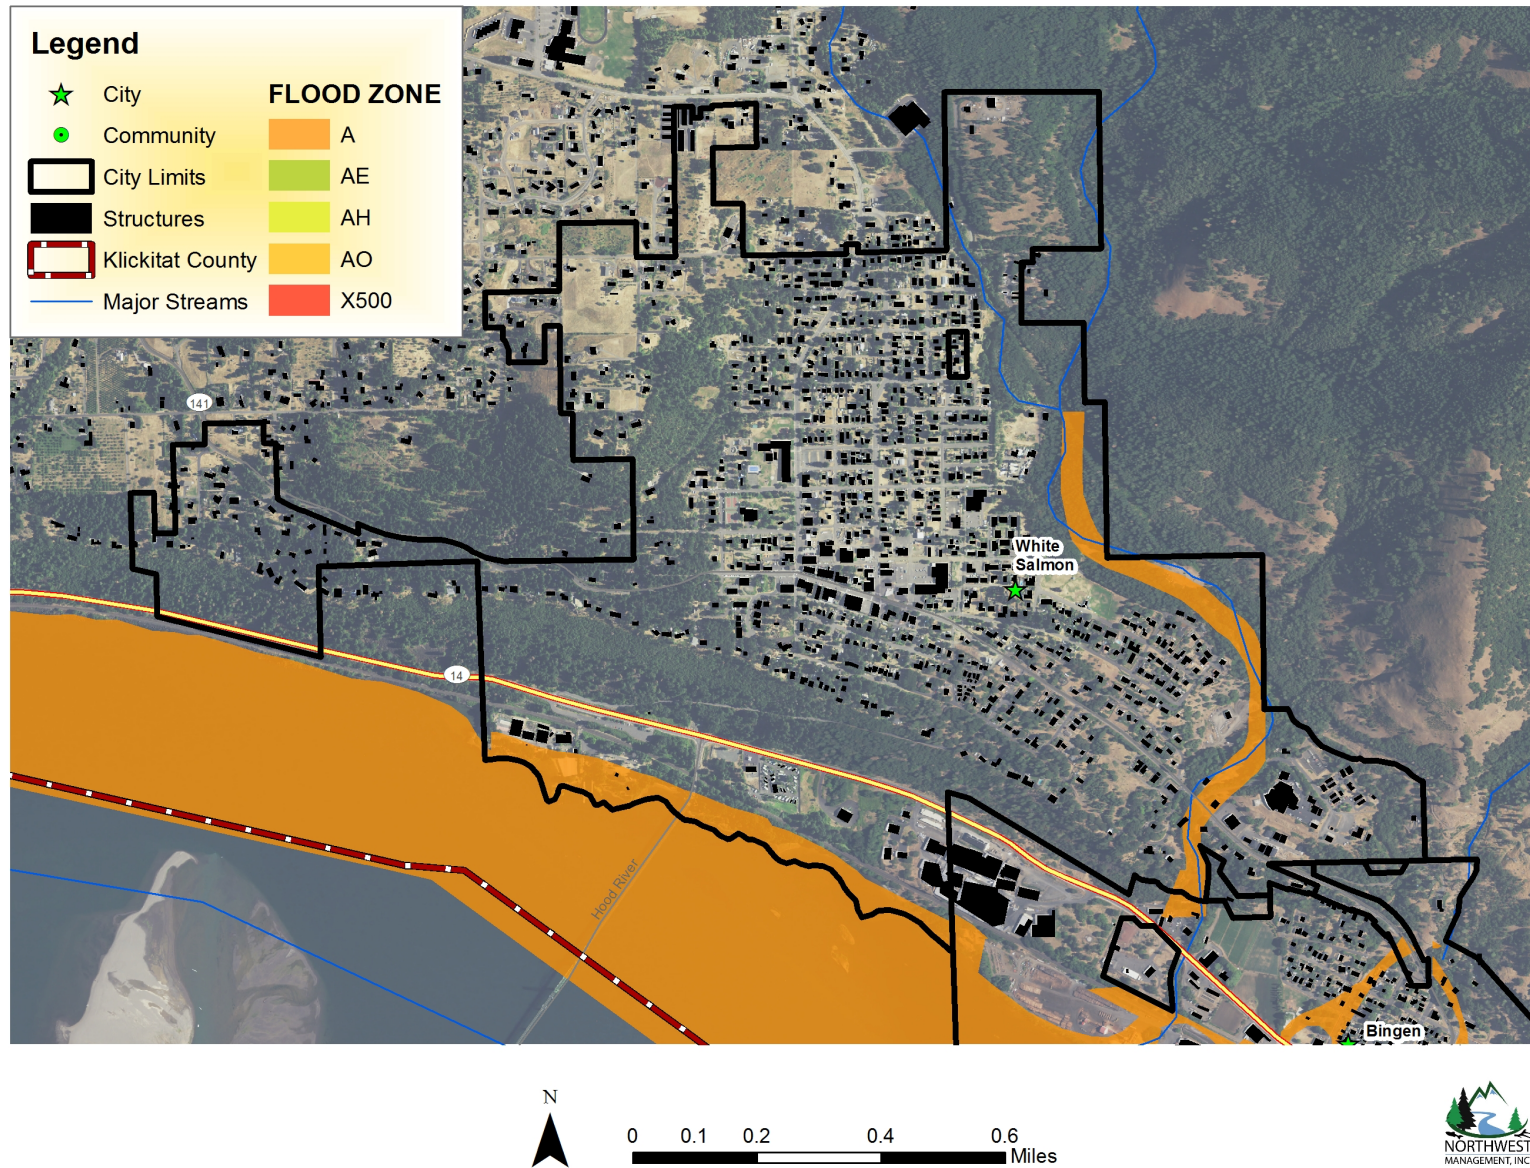 Legend
City
Community
City Limits
Structures
Klickitat County
Major Streams
FLOOD ZONE
A
AE
AH
AO
X500
141
14
White
Salmon
Hood River
Bingen
N
0 0.1 0.2 0.4 0.6
Miles
NORTHWEST
MANAGEMENT, INC.